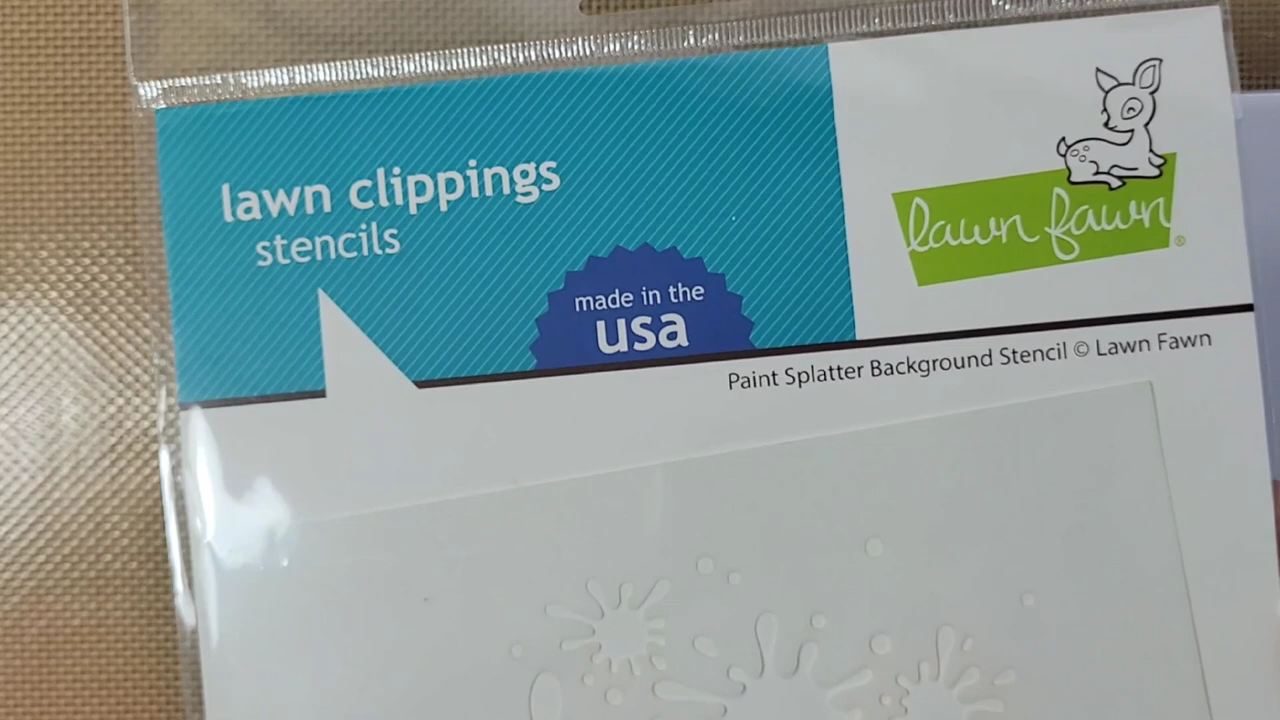 lawn clippings
stencils
made in the
usa
lawn fawn®
Paint Splatter Background Stencil © Lawn Fawn